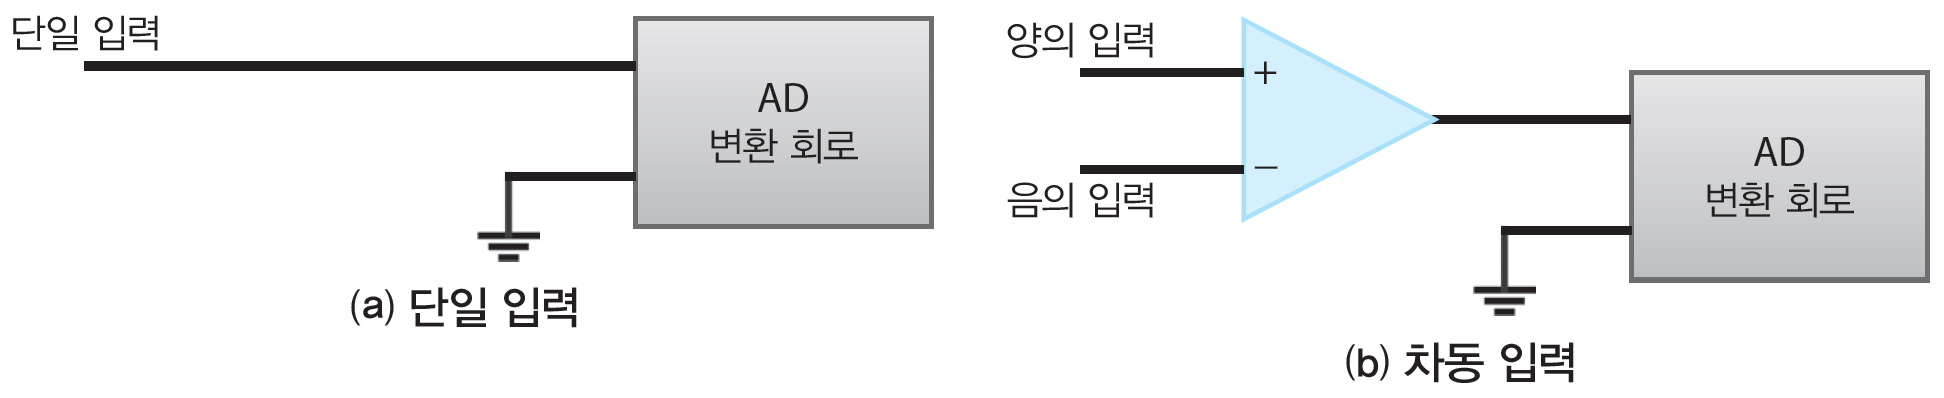 단일 입력
AD
변환 회로
(a) 단일 입력
양의 입력
+
−
음의 입력
AD
변환 회로
(b) 차동 입력